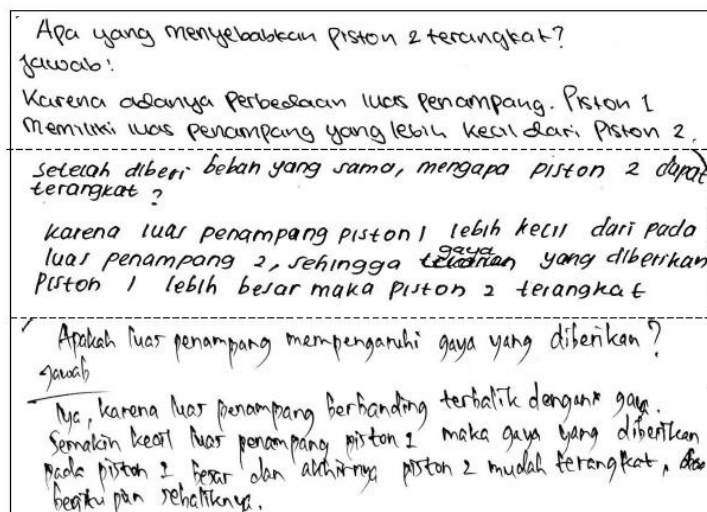 Apa yang menyebabkan piston 2 terangkat?
Jawab:
Karena adanya Perbedaan luas Penampang. Piston 1
Memiliki luas penampang yang lebih kecil dari Piston 2.
setelah diberi beban yang sama, mengapa piston 2 dapat
terangkat?
karena luas penampang piston 1 lebih kecil dari pada
luas penampang 2, sehingga gaya yang diberikan
Piston 1 lebih besar maka piston 2 terangkat
Apakah luas penampang mempengaruhi gaya yang diberikan?
Jawab
Iya, karena luas penampang berbanding terbalik dengan gaya.
Semakin kecil luas penampang piston 1 maka gaya yang diberikan
pada piston 1 besar dan akhirnya piston 2 mudah terangkat,
begitu pun sebaliknya.